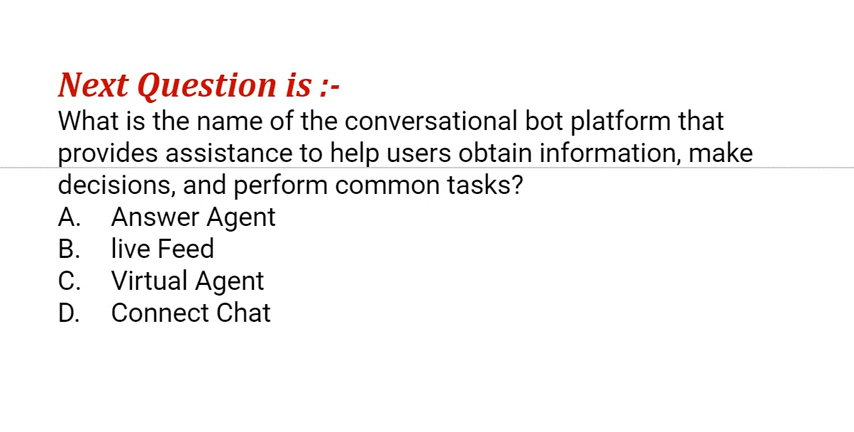 Next Question is :-
What is the name of the conversational bot platform that
provides assistance to help users obtain information, make
decisions, and perform common tasks?
A. Answer Agent
B. live Feed
C. Virtual Agent
D. Connect Chat